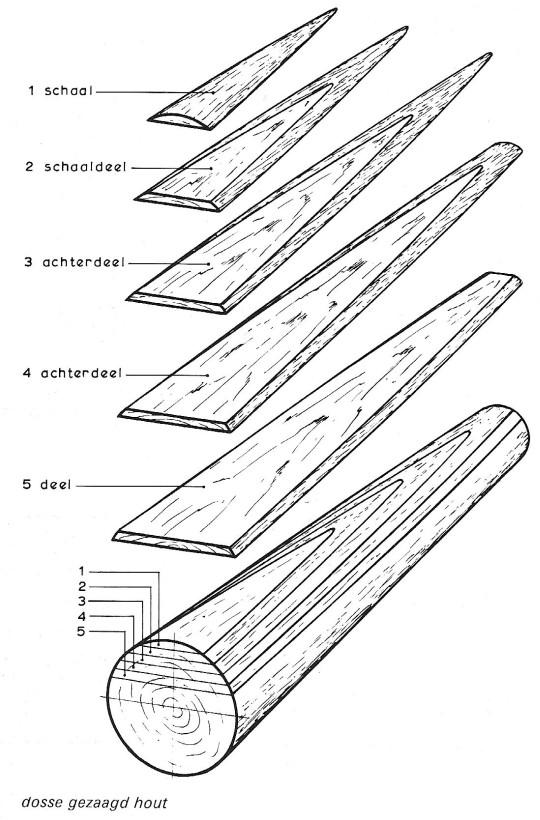 1 schaal
2 schaaldeel
3 achterdeel
4 achterdeel
5 deel
1
2
3
4
5
dosse gezaagd hout